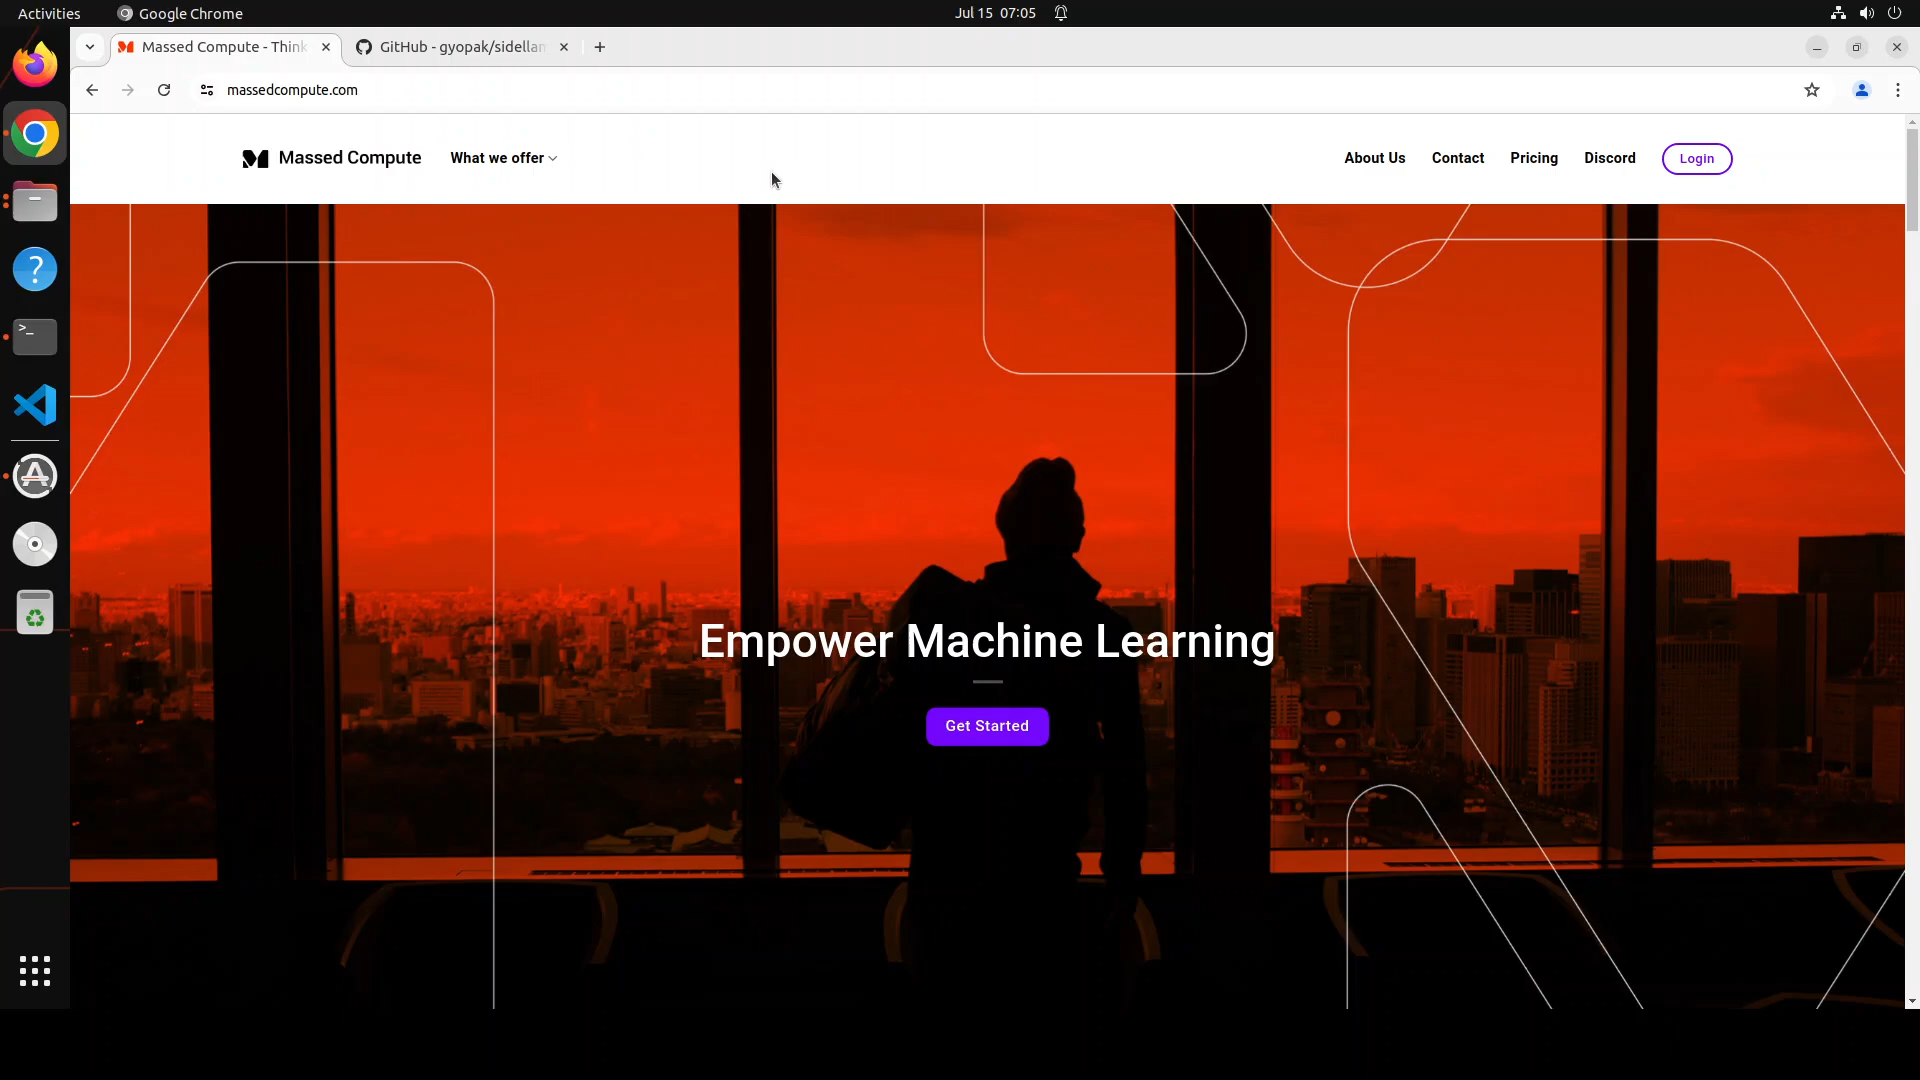 Activities
Google Chrome
Jul 15 07:05
Massed Compute - Think
GitHub - gyopak/sidellam
massedcompute.com
Massed Compute
What we offer
About Us
Contact
Pricing
Discord
Login
Empower Machine Learning
Get Started